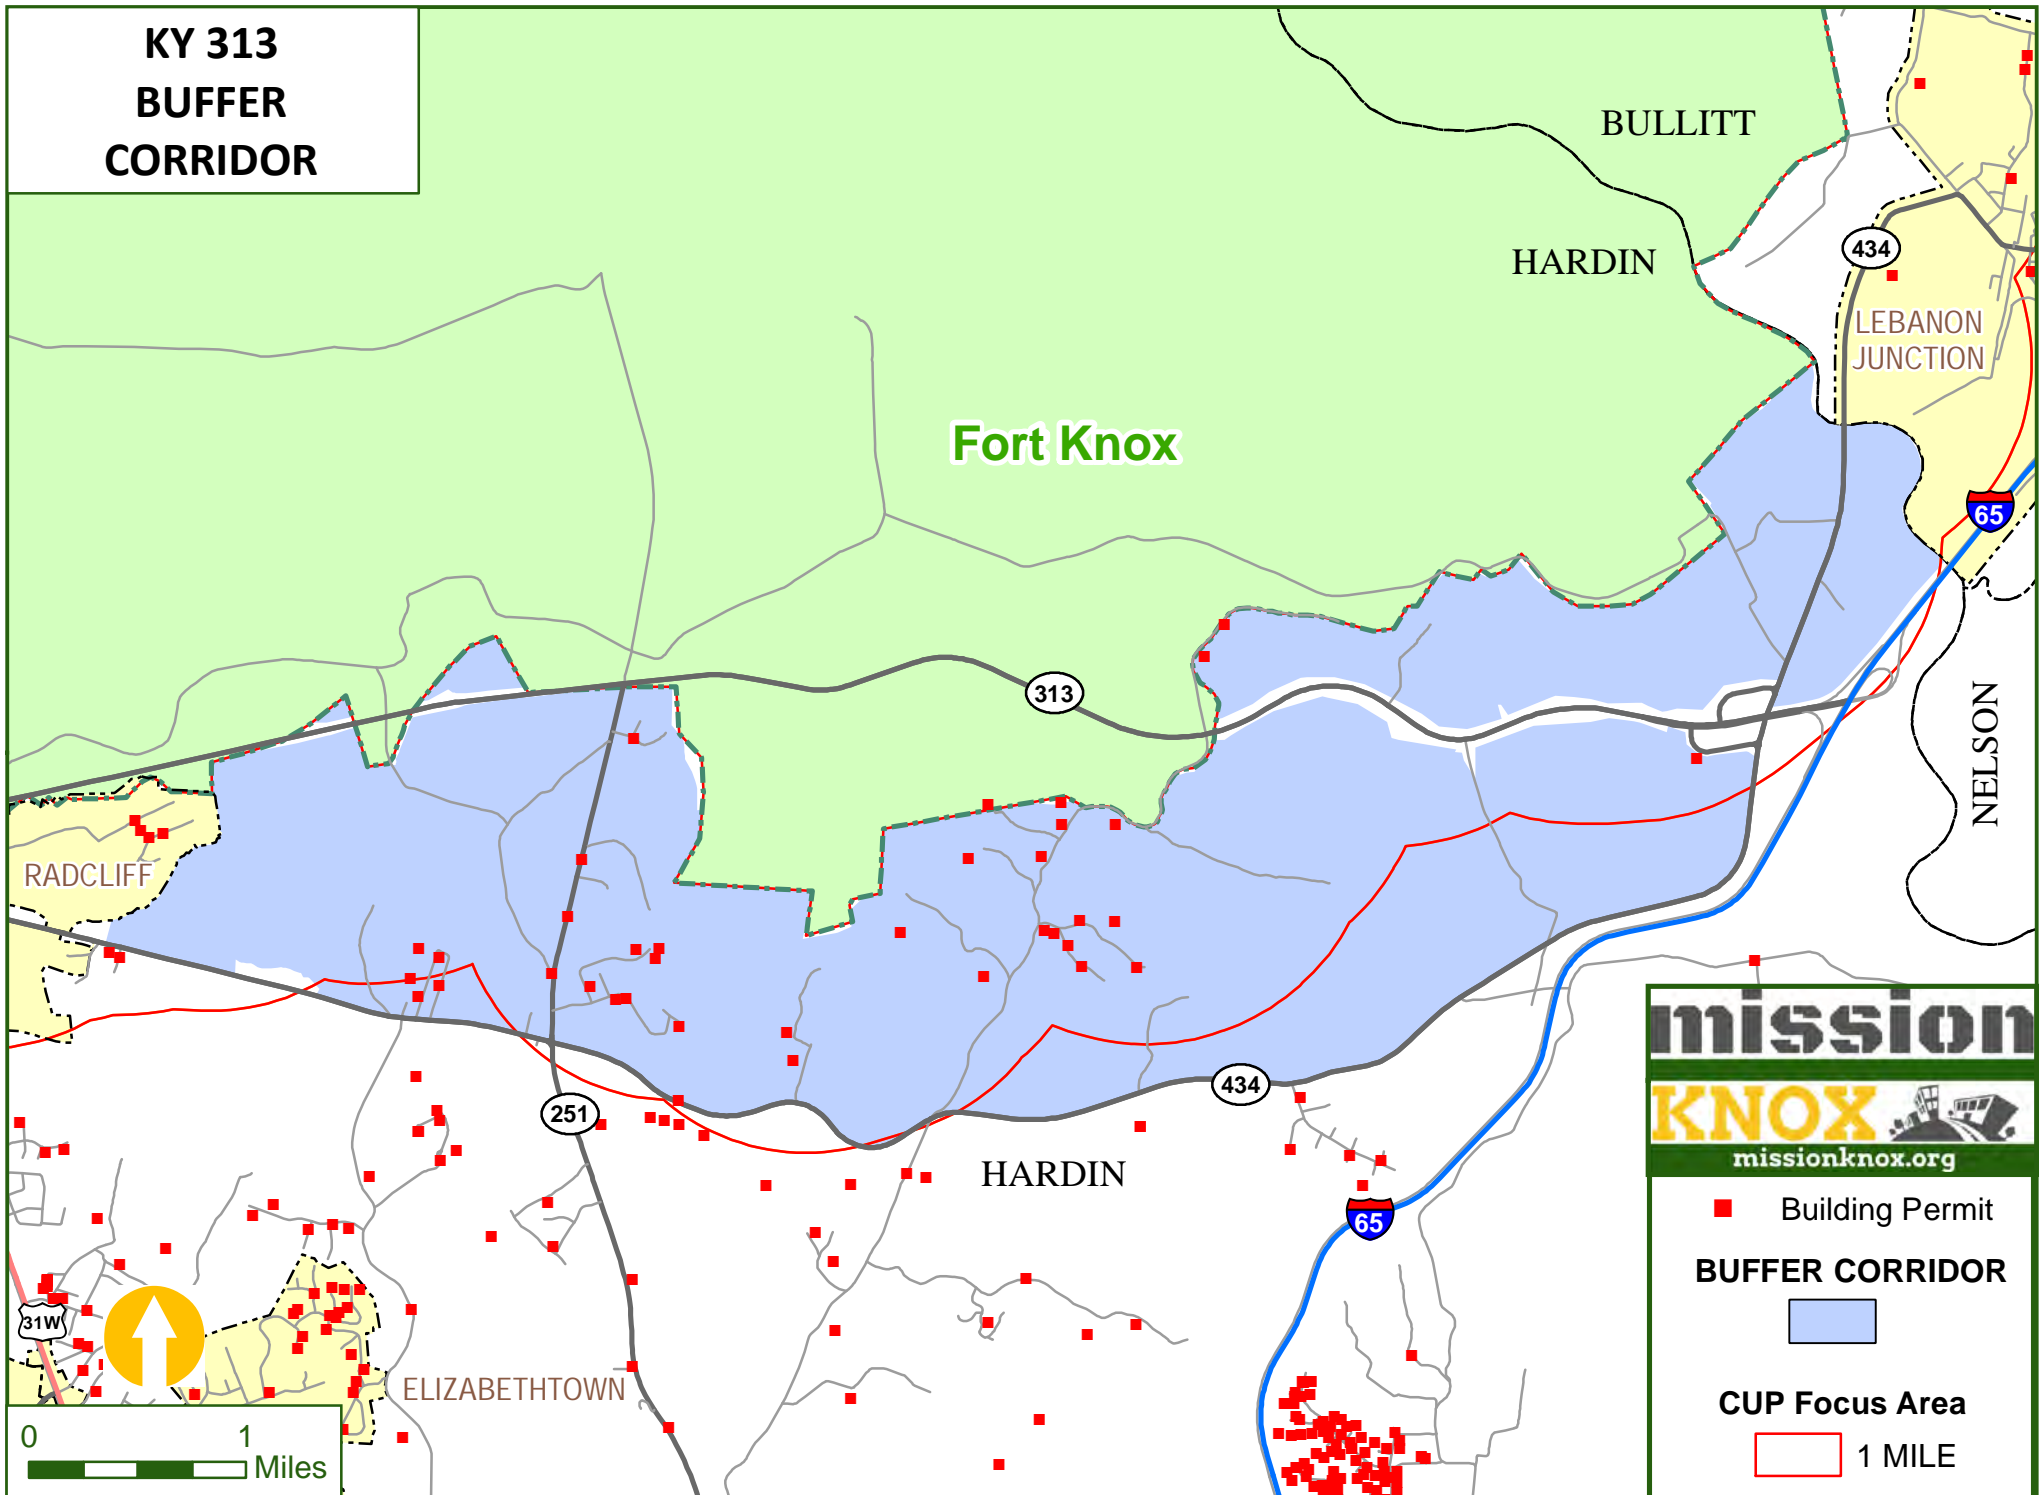 KY 313
BUFFER
CORRIDOR
BULLITT
HARDIN
434
LEBANON
JUNCTION
Fort Knox
65
313
NELSON
RADCLIFF
434
251
HARDIN
65
31W
ELIZABETHTOWN
0 1
Miles
mission
KNOX
missionknox.org
Building Permit
BUFFER CORRIDOR
CUP Focus Area
1 MILE